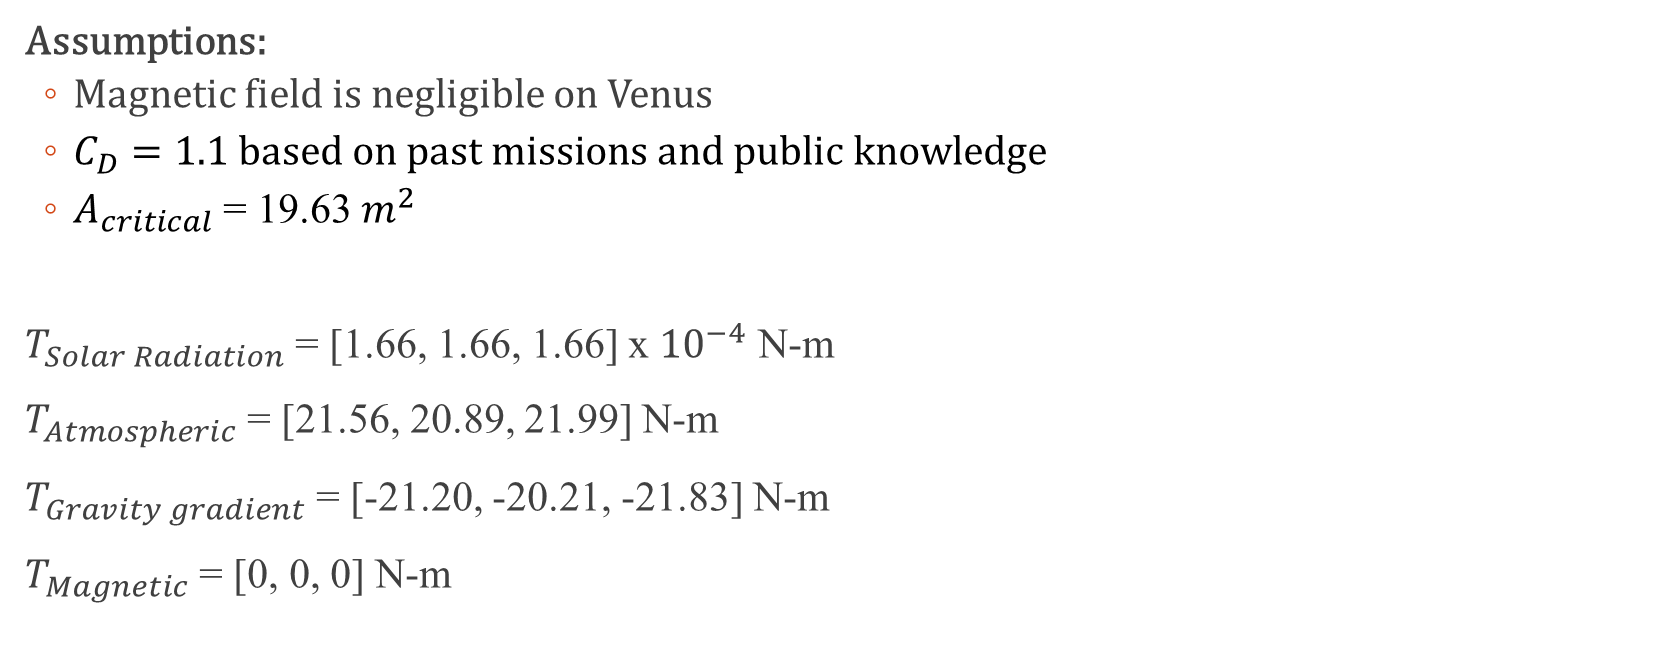 Assumptions:
◦ Magnetic field is negligible on Venus
◦ C_D = 1.1 based on past missions and public knowledge
◦ A_critical = 19.63 m²
T_Solar Radiation = [1.66, 1.66, 1.66] x 10⁻⁴ N-m
T_Atmospheric = [21.56, 20.89, 21.99] N-m
T_Gravity gradient = [-21.20, -20.21, -21.83] N-m
T_Magnetic = [0, 0, 0] N-m